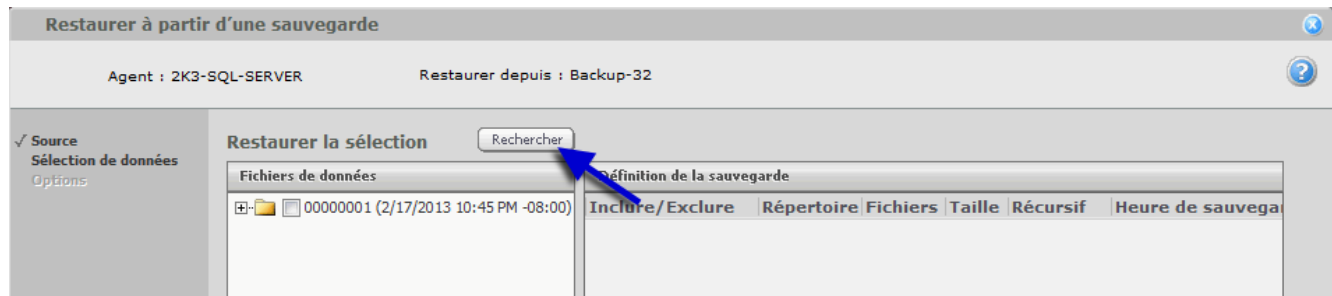 Restaurer à partir d'une sauvegarde
Agent : 2K3-SQL-SERVER Restaurer depuis : Backup-32
Source
Sélection de données
Options
Restaurer la sélection Rechercher
Fichiers de données Définition de la sauvegarde
00000001 (2/17/2013 10:45 PM -08:00) Inclure/Exclure Répertoire Fichiers Taille Récursif Heure de sauvega